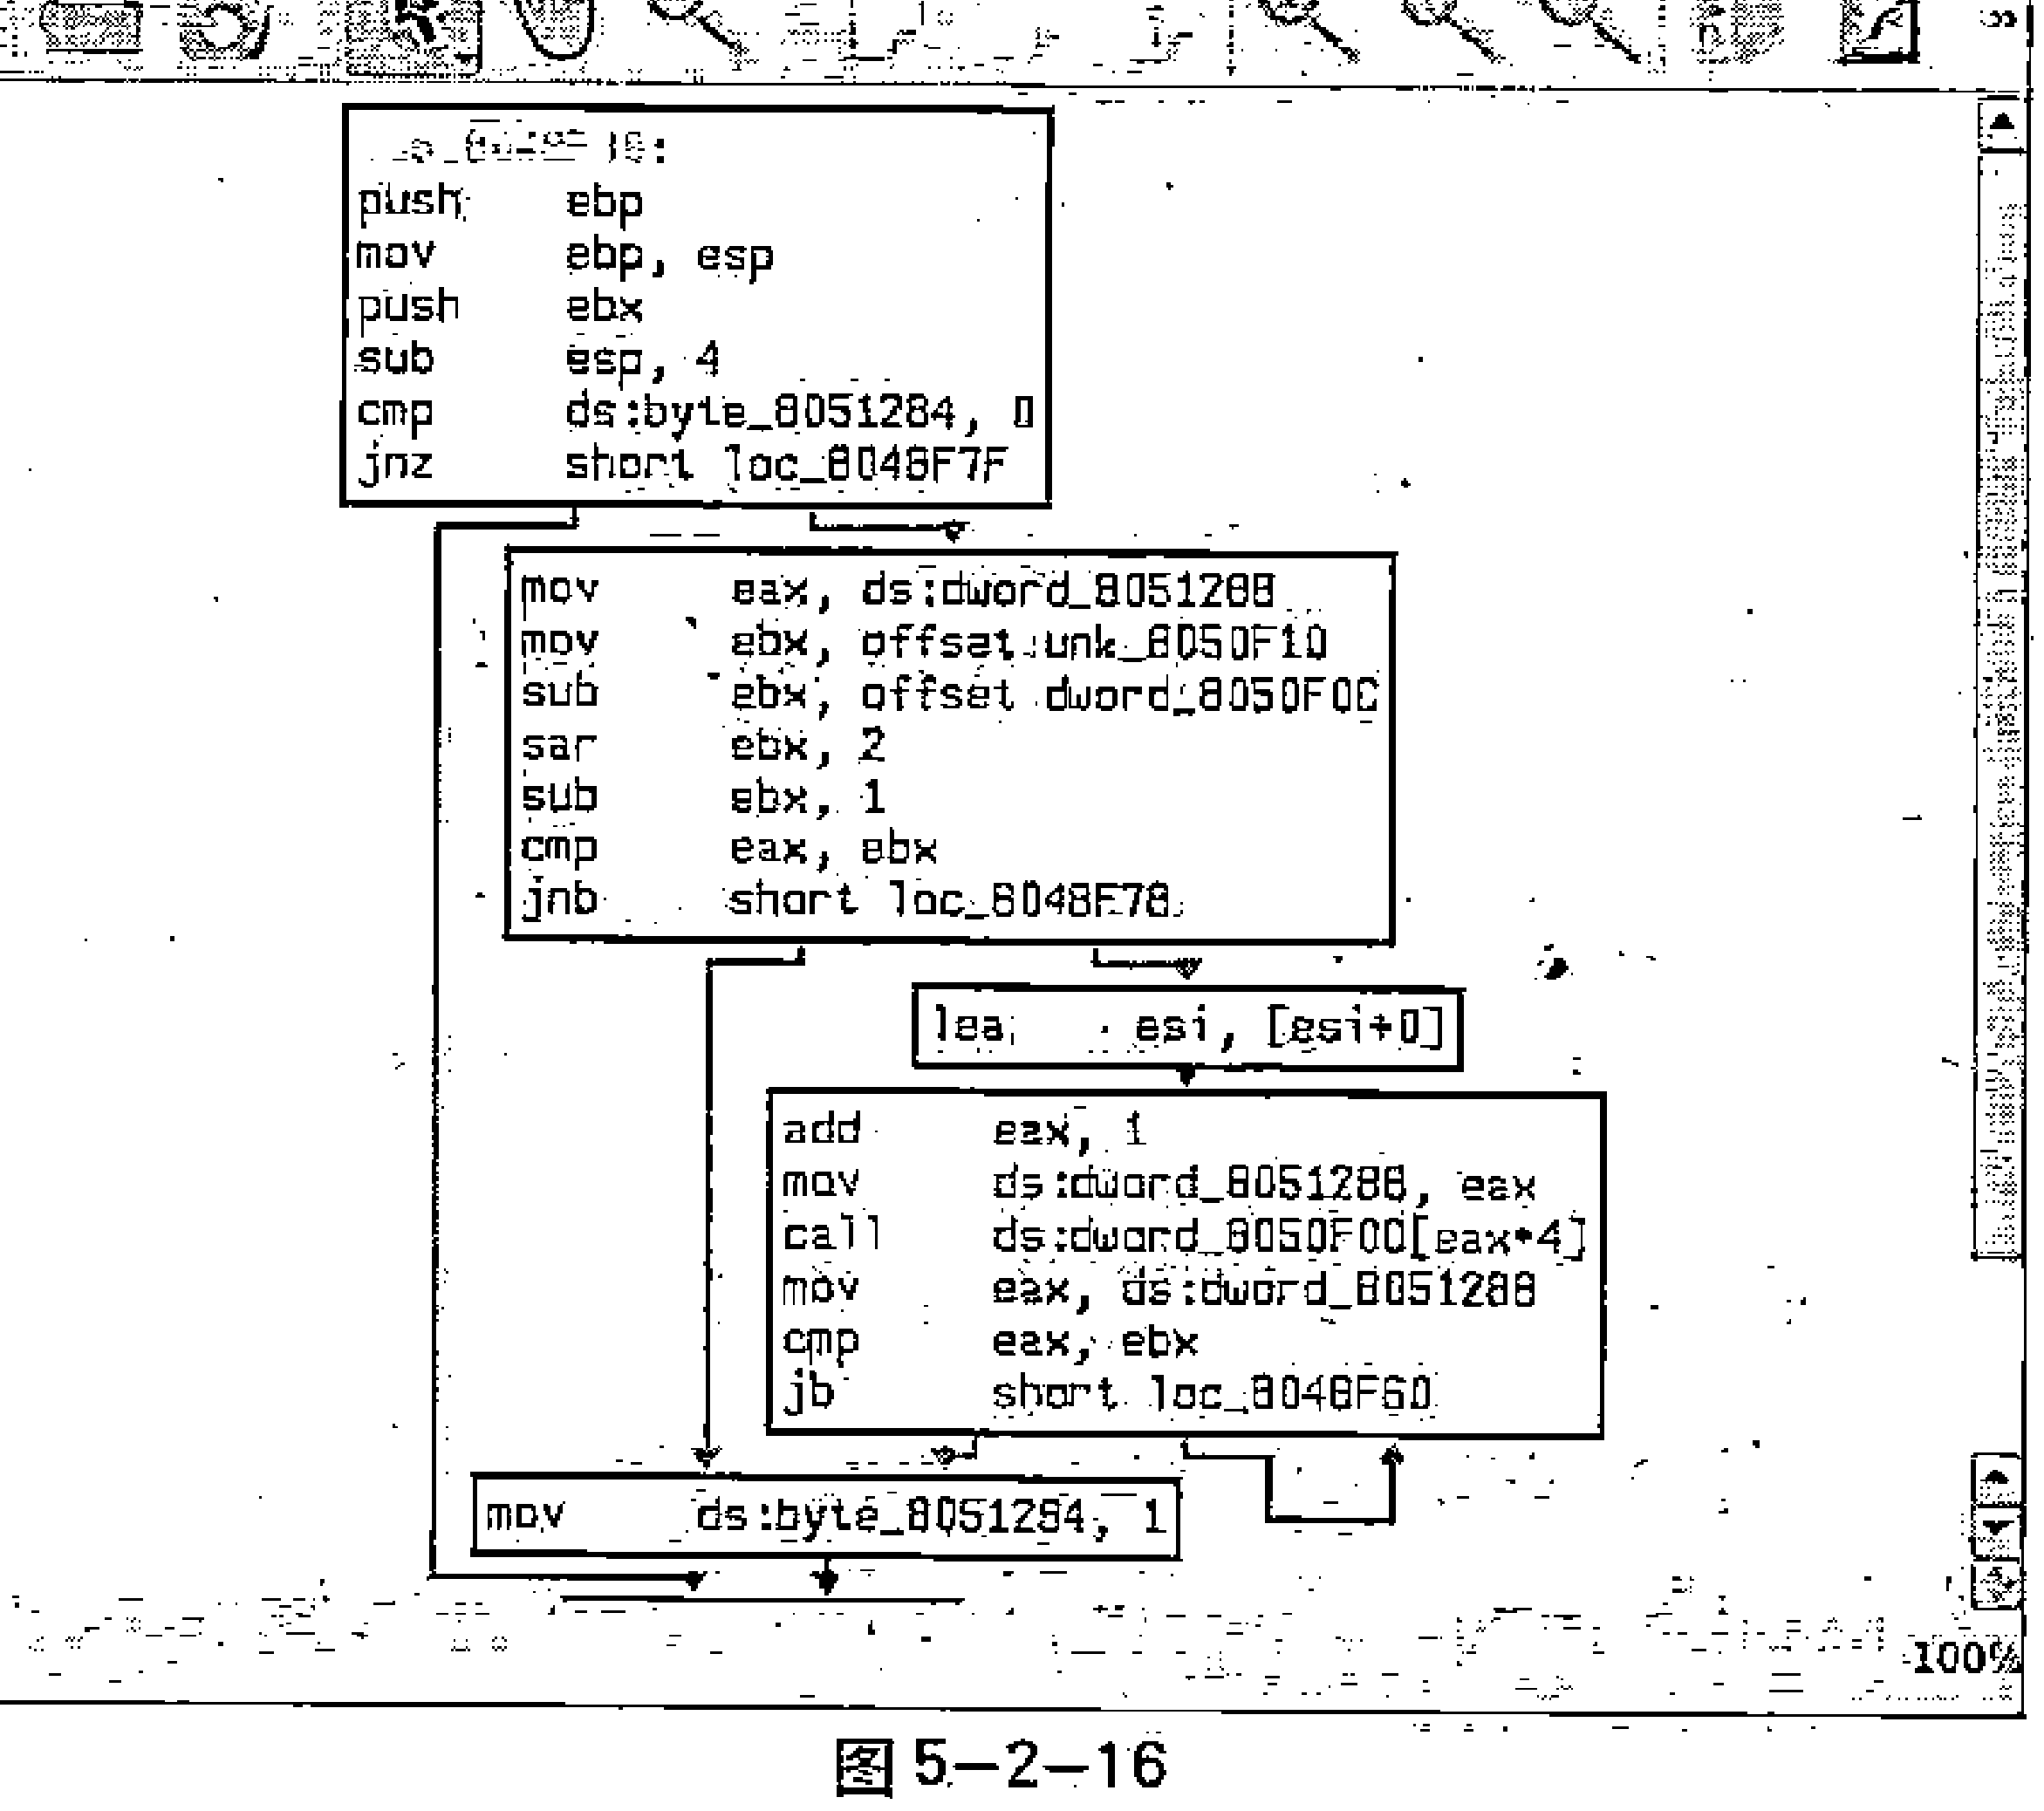 push ebp
mov ebp, esp
push ebx
sub esp, 4
cmp ds:byte_8051284, 0
jnz short loc_8048F7F
mov eax, ds:dword_8051288
mov ebx, offset unk_8050F10
sub ebx, offset dword_8050F0C
sar ebx, 2
sub ebx, 1
cmp eax, ebx
jnb short loc_8048F78
lea esi, [esi+0]
add eax, 1
mov ds:dword_8051288, eax
call ds:dword_8050F00[eax*4]
mov eax, ds:dword_8051288
cmp eax, ebx
jb short loc_8048F60
mov ds:byte_8051284, 1
100%
图 5-2-16